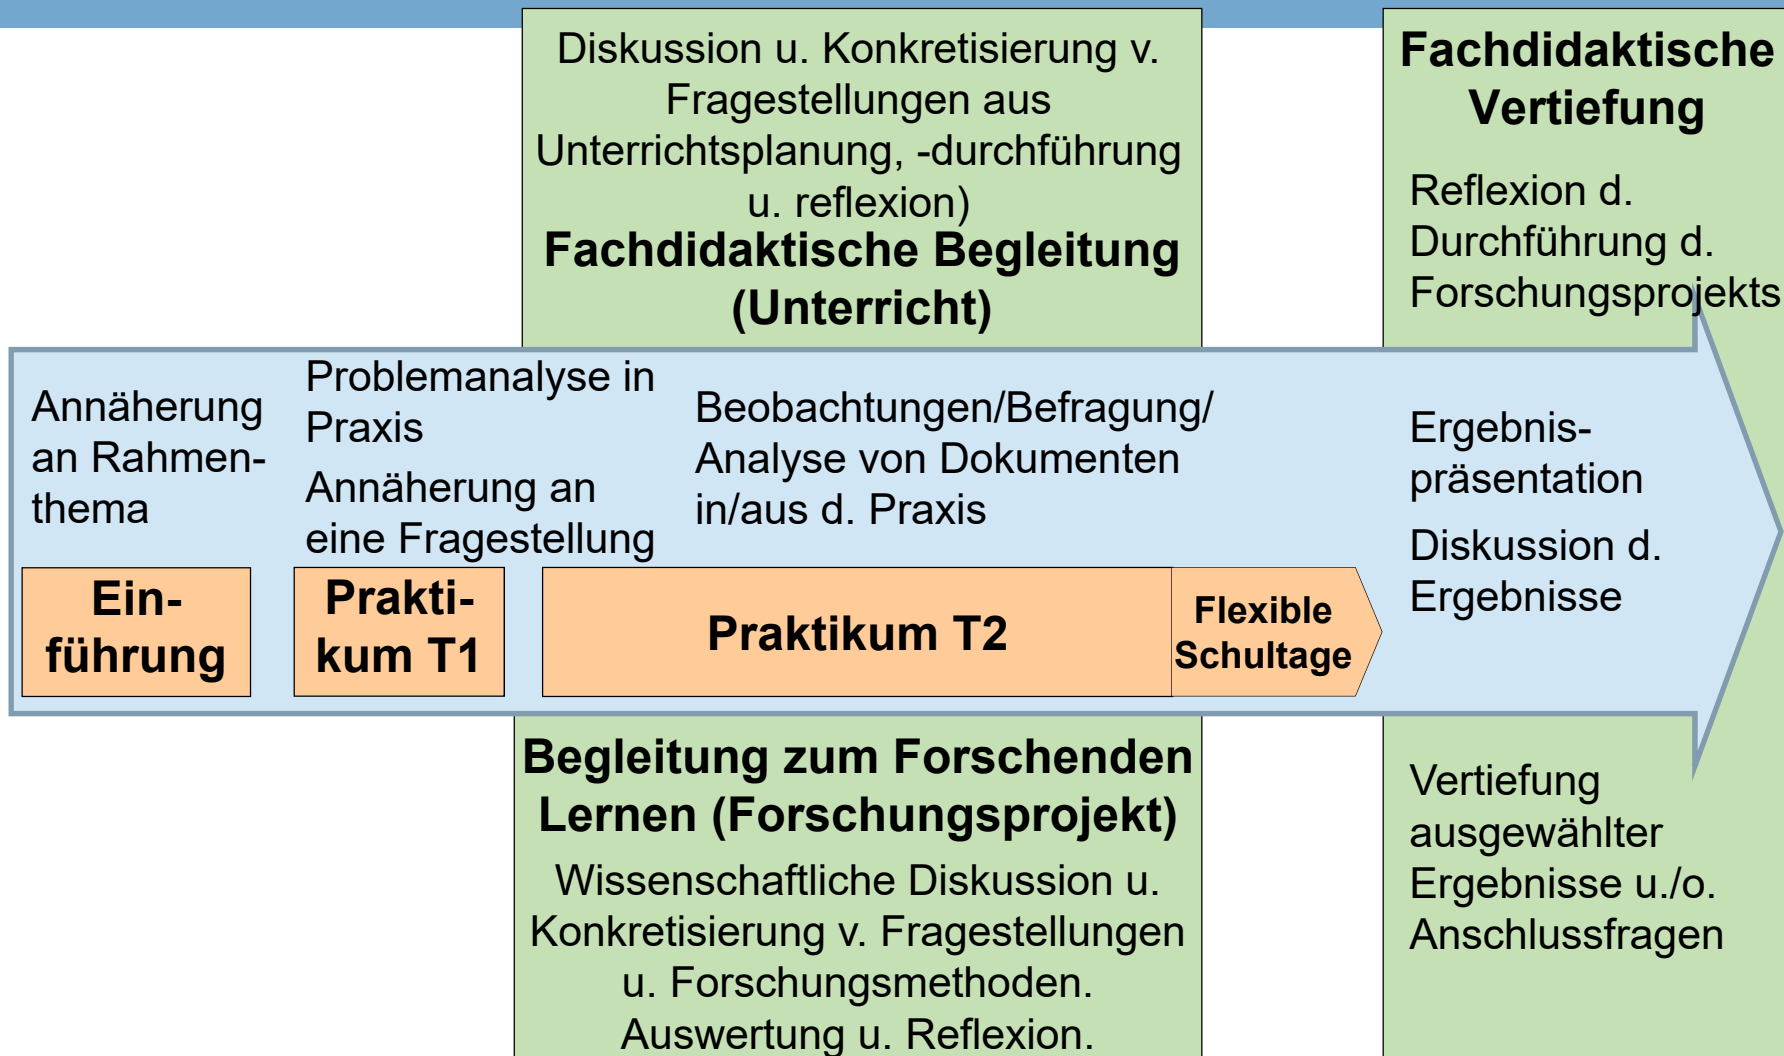 Diskussion u. Konkretisierung v.
Fragestellungen aus
Unterrichtsplanung, -durchführung
u. reflexion)
Fachdidaktische Begleitung
(Unterricht)
Fachdidaktische
Vertiefung
Reflexion d.
Durchführung d.
Forschungsprojekts
Annäherung
an Rahmen-
thema
Problemanalyse in
Praxis
Annäherung an
eine Fragestellung
Beobachtungen/Befragung/
Analyse von Dokumenten
in/aus d. Praxis
Ergebnis-
präsentation
Diskussion d.
Ergebnisse
Ein-
führung
Prakti-
kum T1
Praktikum T2
Flexible
Schultage
Begleitung zum Forschenden
Lernen (Forschungsprojekt)
Wissenschaftliche Diskussion u.
Konkretisierung v. Fragestellungen
u. Forschungsmethoden.
Auswertung u. Reflexion.
Vertiefung
ausgewählter
Ergebnisse u./o.
Anschlussfragen